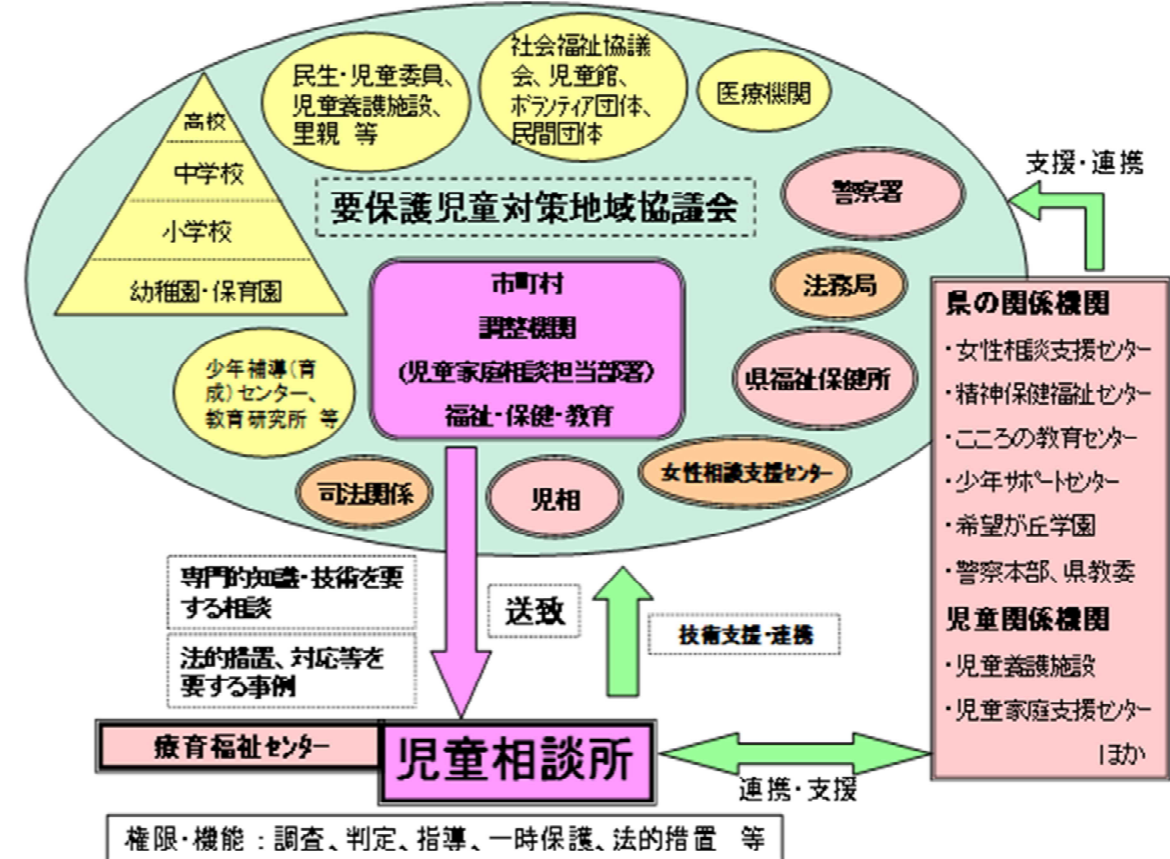 民生・児童委員、
児童養護施設、
里親　等
社会福祉協議
会、児童館、
ボランティア団体、
民間団体
医療機関
高校
中学校
小学校
幼稚園・保育園
要保護児童対策地域協議会
警察署
支援・連携
市町村
調整機関
(児童家庭相談担当部署)
福祉・保健・教育
法務局
県福祉保健所
少年補導(育
成)センター、
教育研究所　等
司法関係
児相
女性相談支援センター
県の関係機関
・女性相談支援センター
・精神保健福祉センター
・こころの教育センター
・少年サポートセンター
・希望が丘学園
・警察本部、県教委
児童関係機関
・児童養護施設
・児童家庭支援センター
ほか
専門的知識・技術を要
する相談
法的措置、対応等を
要する事例
送致
技術支援・連携
療育福祉センター
児童相談所
連携・支援
権限・機能：調査、判定、指導、一時保護、法的措置　等